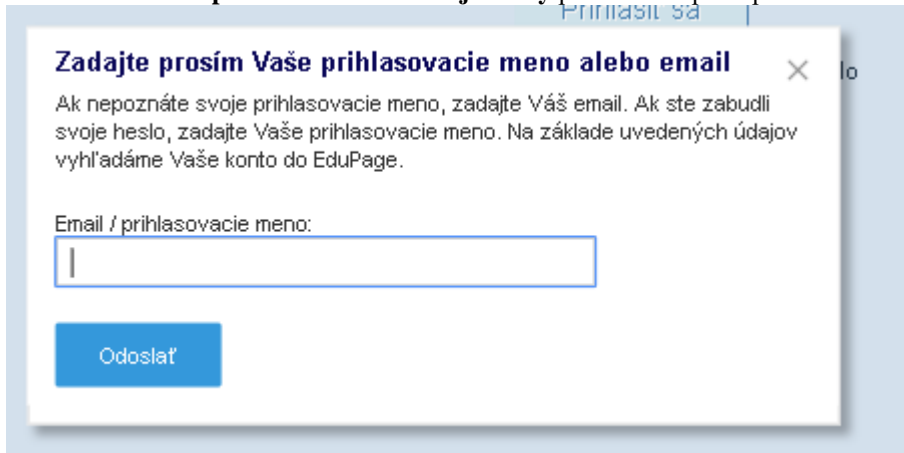 Prihlásiť sa
Zadajte prosím Vaše prihlasovacie meno alebo email
lo
Ak nepoznáte svoje prihlasovacie meno, zadajte Váš email. Ak ste zabudli
svoje heslo, zadajte Vaše prihlasovacie meno. Na základe uvedených údajov
vyhľadáme Vaše konto do EduPage.
Email / prihlasovacie meno:
Odoslať